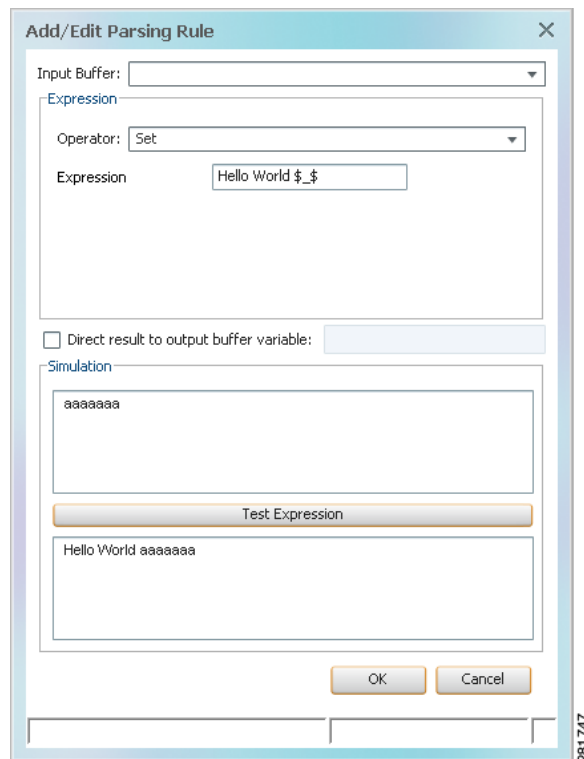 Add/Edit Parsing Rule
Input Buffer:
Expression
Operator: Set
Expression Hello World $_$
Direct result to output buffer variable:
Simulation
aaaaaaa
Test Expression
Hello World aaaaaaa
OK Cancel